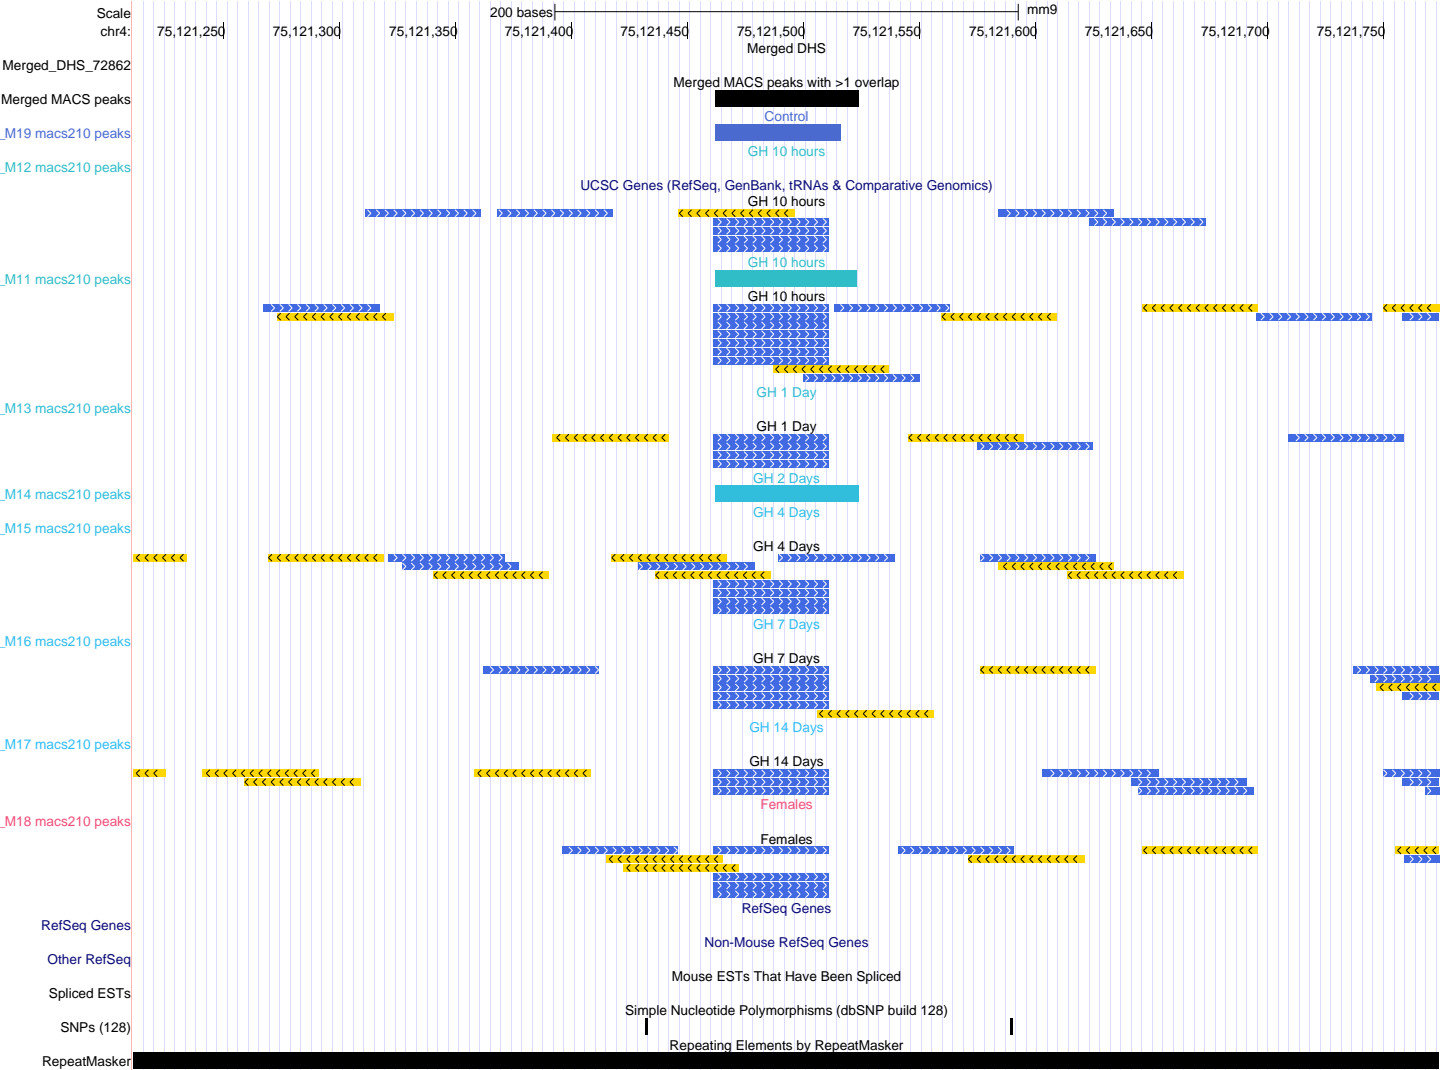 Scale 200 bases mm9
chr4: 75,121,250 75,121,300 75,121,350 75,121,400 75,121,450 75,121,500 75,121,550 75,121,600 75,121,650 75,121,700 75,121,750
Merged DHS
Merged_DHS_72862
Merged MACS peaks with >1 overlap
Merged MACS peaks
Control
_M19 macs210 peaks
GH 10 hours
_M12 macs210 peaks
UCSC Genes (RefSeq, GenBank, tRNAs & Comparative Genomics)
GH 10 hours
GH 10 hours
_M11 macs210 peaks
GH 10 hours
GH 1 Day
_M13 macs210 peaks
GH 1 Day
GH 2 Days
_M14 macs210 peaks
GH 4 Days
_M15 macs210 peaks
GH 4 Days
GH 7 Days
_M16 macs210 peaks
GH 7 Days
GH 14 Days
_M17 macs210 peaks
GH 14 Days
Females
_M18 macs210 peaks
Females
RefSeq Genes
RefSeq Genes
Non-Mouse RefSeq Genes
Other RefSeq
Mouse ESTs That Have Been Spliced
Spliced ESTs
Simple Nucleotide Polymorphisms (dbSNP build 128)
SNPs (128)
Repeating Elements by RepeatMasker
RepeatMasker